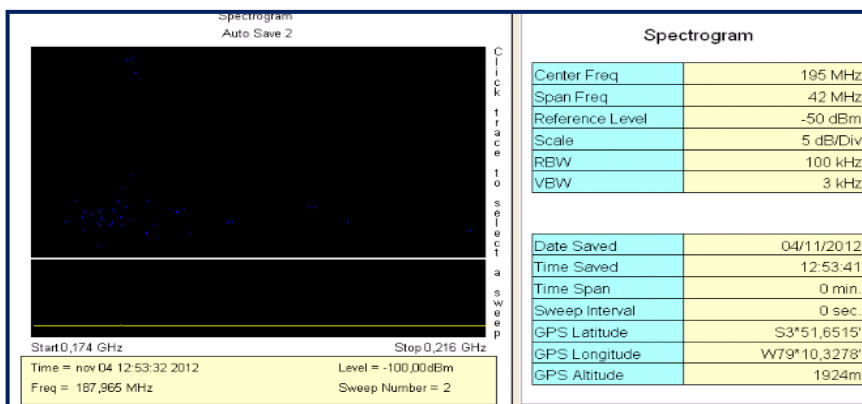 Spectrogram
Auto Save 2
Click trace to select a sweep
Start 0,174 GHz Stop 0,216 GHz
Time = nov 04 12:53:32 2012 Level = -100,00dBm
Freq = 187,965 MHz Sweep Number = 2
Spectrogram
Center Freq 195 MHz
Span Freq 42 MHz
Reference Level -50 dBm
Scale 5 dB/Div
RBW 100 kHz
VBW 3 kHz
Date Saved 04/11/2012
Time Saved 12:53:41
Time Span 0 min.
Sweep Interval 0 sec.
GPS Latitude S3*51,6515'
GPS Longitude W79*10,3278'
GPS Altitude 1924m